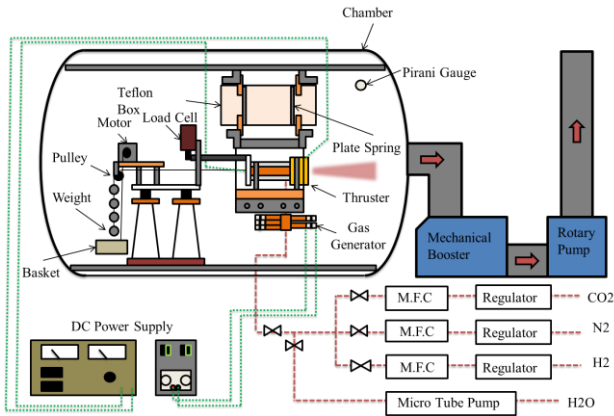 Chamber
Pirani Gauge
Teflon
Box
Motor
Load Cell
Plate Spring
Pulley
Thruster
Weight
Gas
Generator
Basket
Mechanical
Booster
Rotary
Pump
DC Power Supply
M.F.C
Regulator
CO2
M.F.C
Regulator
N2
M.F.C
Regulator
H2
Micro Tube Pump
H2O